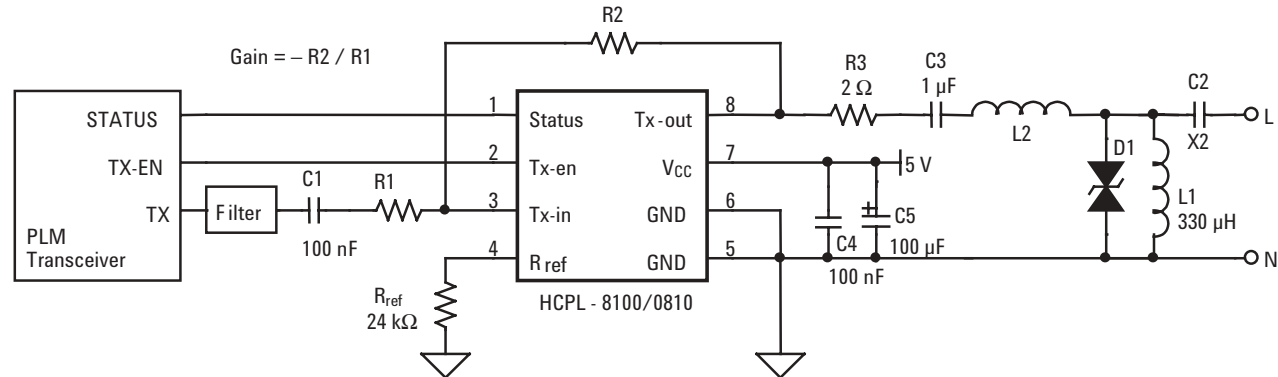 R2
Gain = – R2 / R1
R3
2 Ω
C3
1 µF
C2
X2
L
L2
D1
L1
330 µH
N
STATUS
TX-EN
TX
PLM
Transceiver
Filter
C1
100 nF
R1
1
2
3
4
Status
Tx-en
Tx-in
Rref
Tx-out
VCC
GND
GND
8
7
6
5
HCPL - 8100/0810
5 V
+
C5
100 µF
C4
100 nF
Rref
24 kΩ